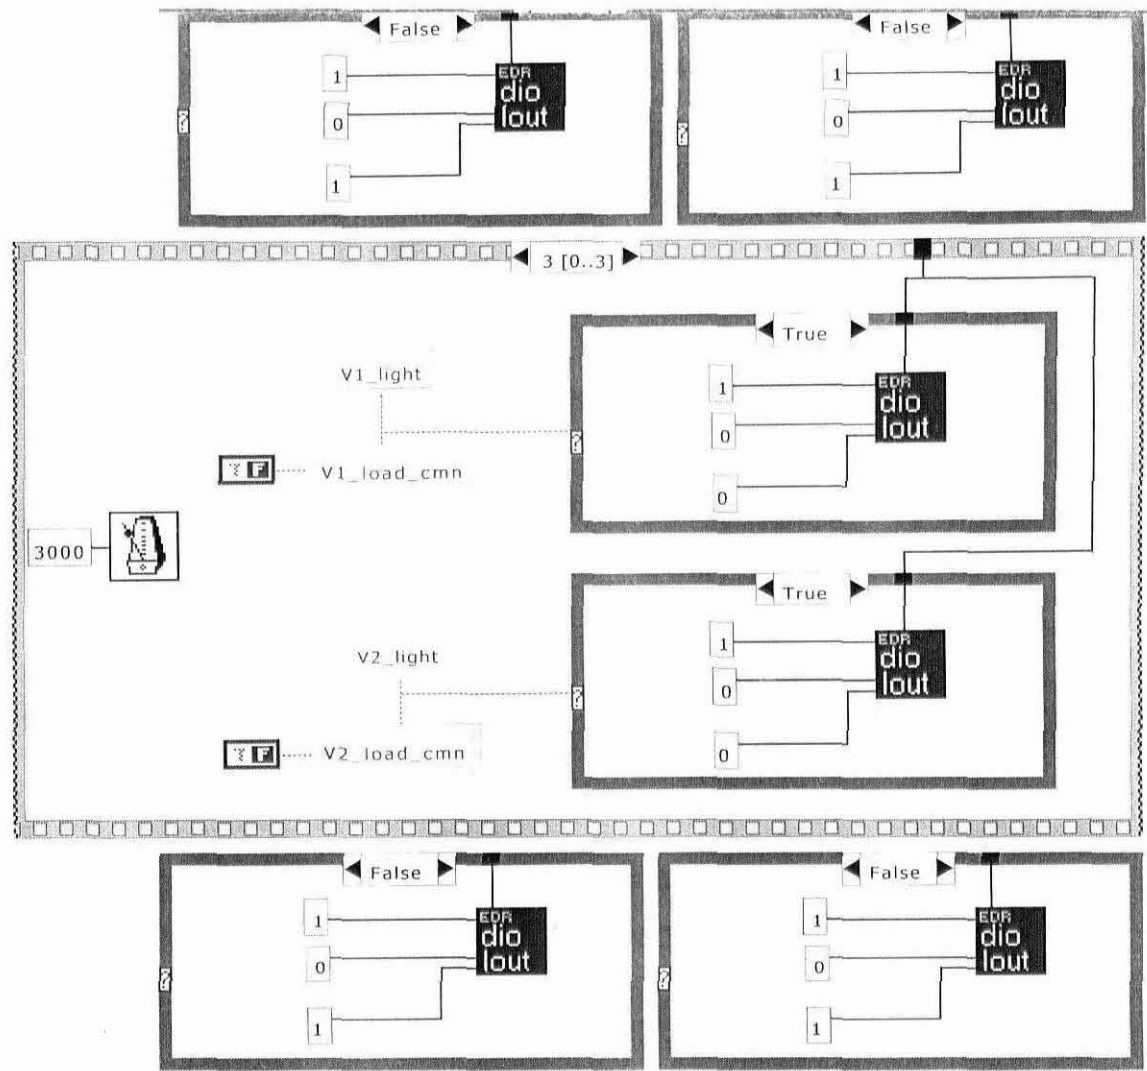 False
1
0
1
EDR
dio
lout
False
1
0
1
EDR
dio
lout
3 [0..3]
True
V1_light
1
0
0
EDR
dio
lout
F
V1_load_cmn
3000
True
V2_light
1
0
0
EDR
dio
lout
F
V2_load_cmn
False
1
0
1
EDR
dio
lout
False
1
0
1
EDR
dio
lout